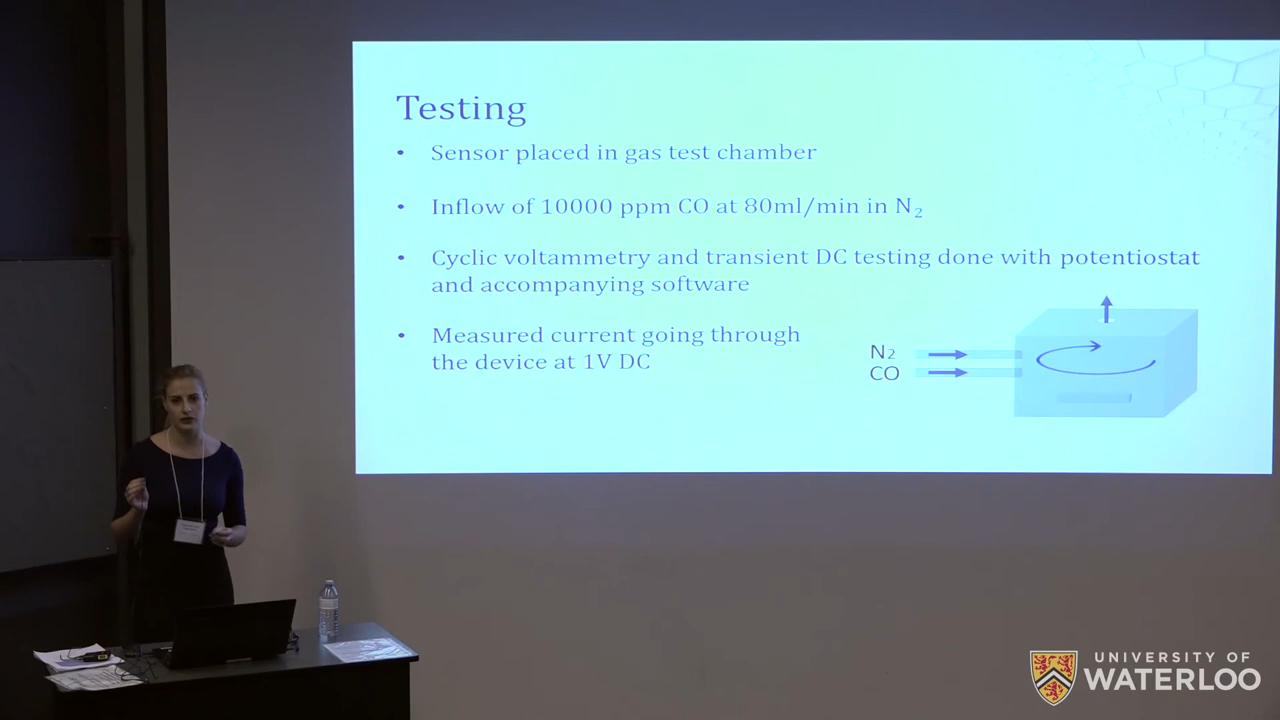 Testing
• Sensor placed in gas test chamber
• Inflow of 10000 ppm CO at 80ml/min in N₂
• Cyclic voltammetry and transient DC testing done with potentiostat
and accompanying software
• Measured current going through
the device at 1V DC
N₂
CO
UNIVERSITY OF
WATERLOO